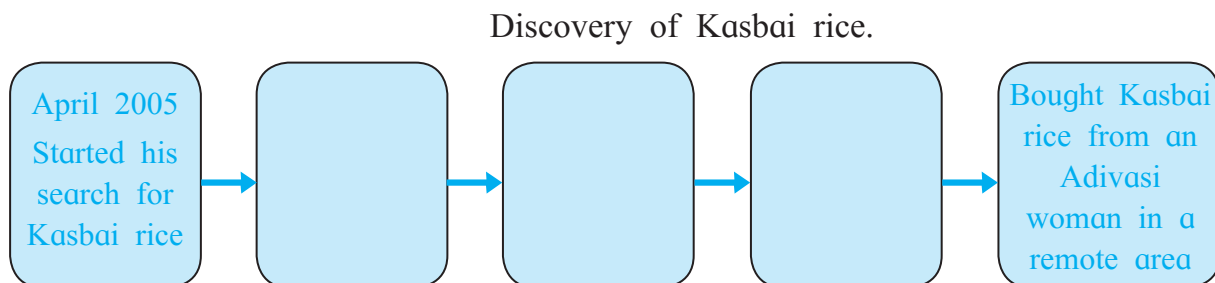 Discovery of Kasbai rice.
April 2005
Started his
search for
Kasbai rice
Bought Kasbai
rice from an
Adivasi
woman in a
remote area